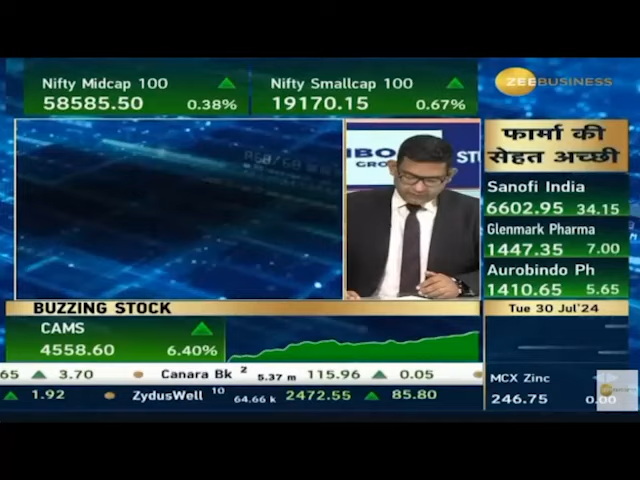 Nifty Midcap 100
58585.50 0.38%
Nifty Smallcap 100
19170.15 0.67%
ZEEBUSINESS
फार्मा की
सेहत अच्छी
Sanofi India
6602.95 34.15
Glenmark Pharma
1447.35 7.00
Aurobindo Ph
1410.65 5.65
Tue 30 Jul'24
BUZZING STOCK
CAMS
4558.60 6.40%
65 3.70 Canara Bk 2 5.37 m 115.96 0.05
1.92 ZydusWell 10 64.66 k 2472.55 85.80
MCX Zinc
246.75 0.00